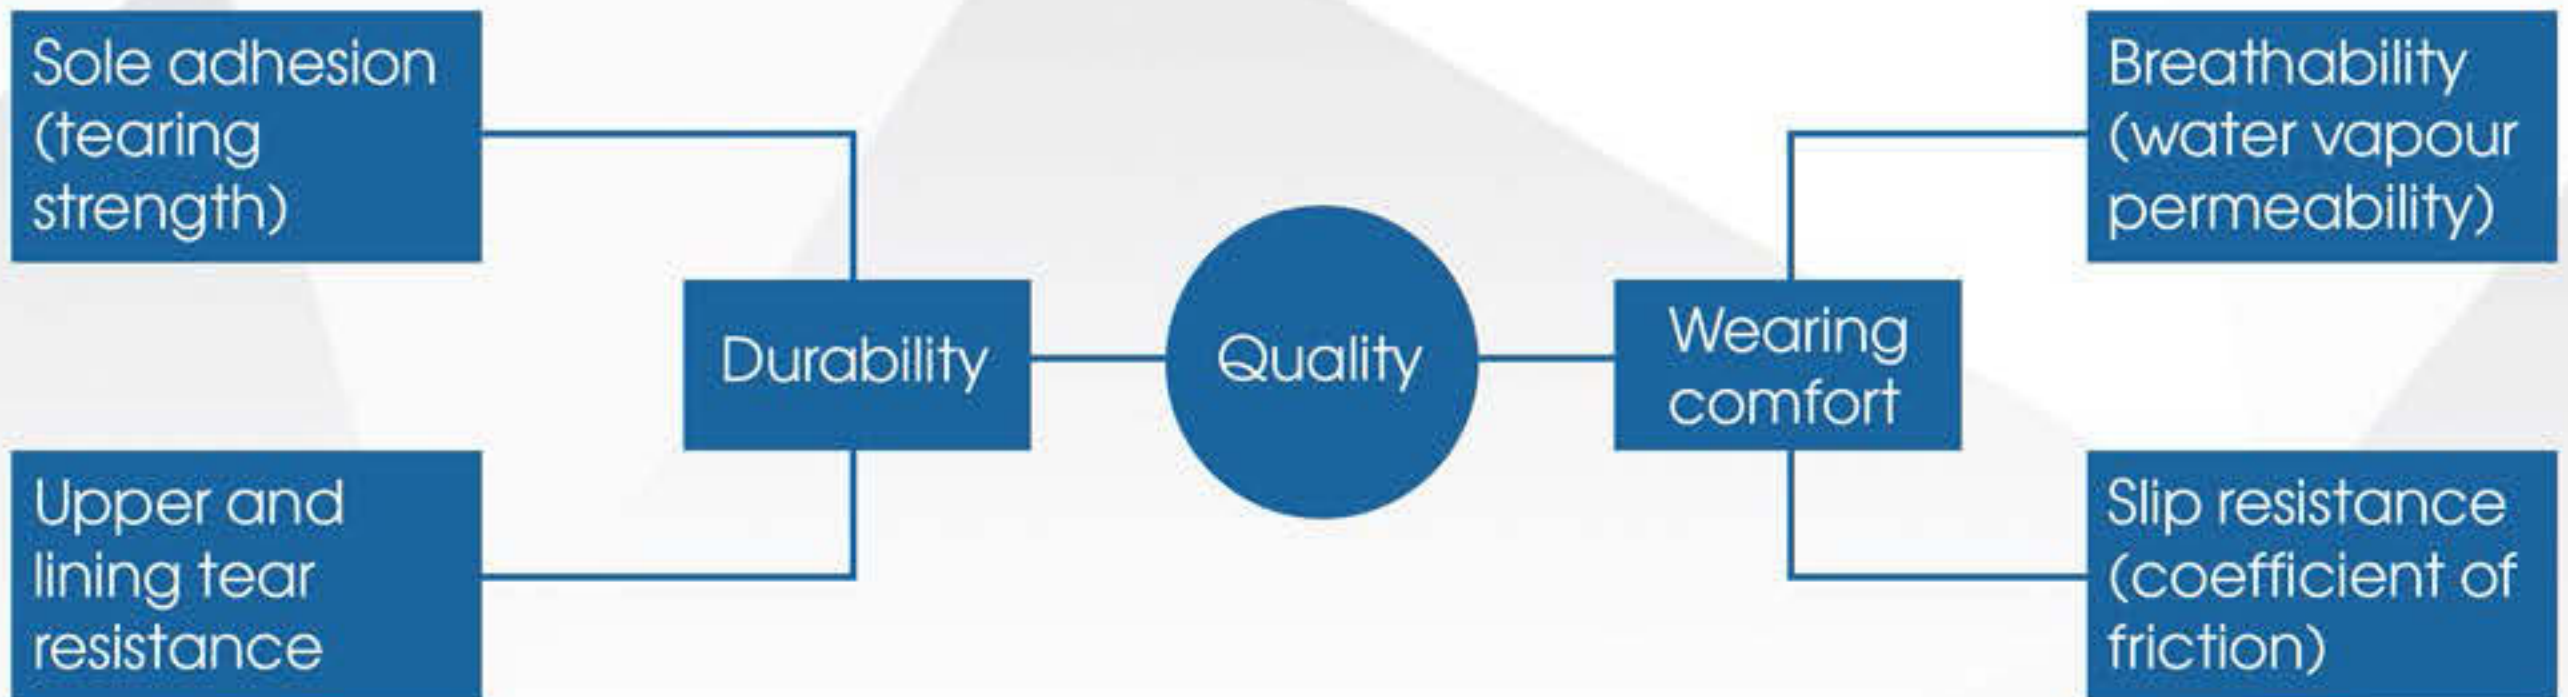 Sole adhesion
(tearing
strength)
Upper and
lining tear
resistance
Durability
Quality
Wearing
comfort
Breathability
(water vapour
permeability)
Slip resistance
(coefficient of
friction)